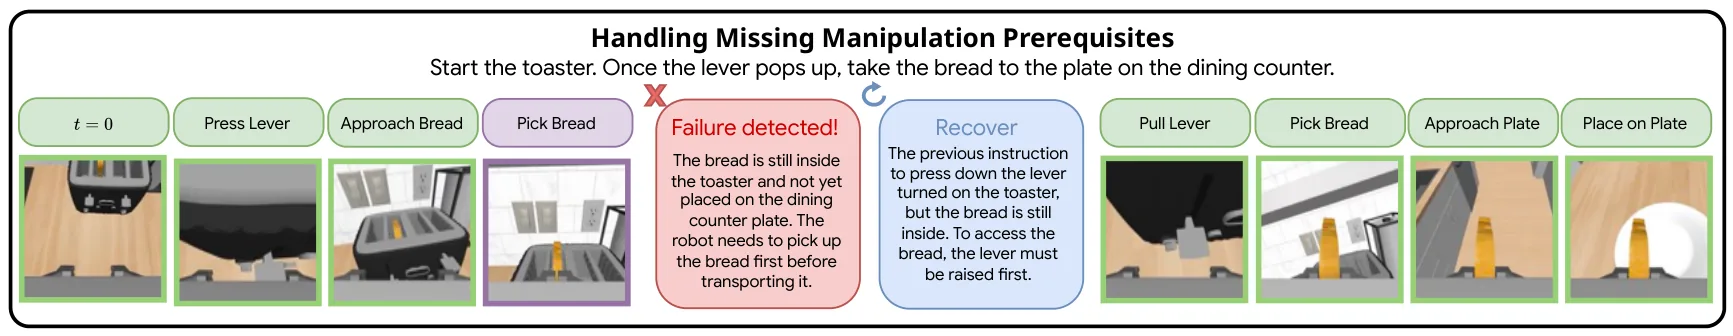 Handling Missing Manipulation Prerequisites
Start the toaster. Once the lever pops up, take the bread to the plate on the dining counter.
t = 0
Press Lever
Approach Bread
Pick Bread
Failure detected!
The bread is still inside
the toaster and not yet
placed on the dining
counter plate. The
robot needs to pick up
the bread first before
transporting it.
Recover
The previous instruction
to press down the lever
turned on the toaster,
but the bread is still
inside. To access the
bread, the lever must
be raised first.
Pull Lever
Pick Bread
Approach Plate
Place on Plate